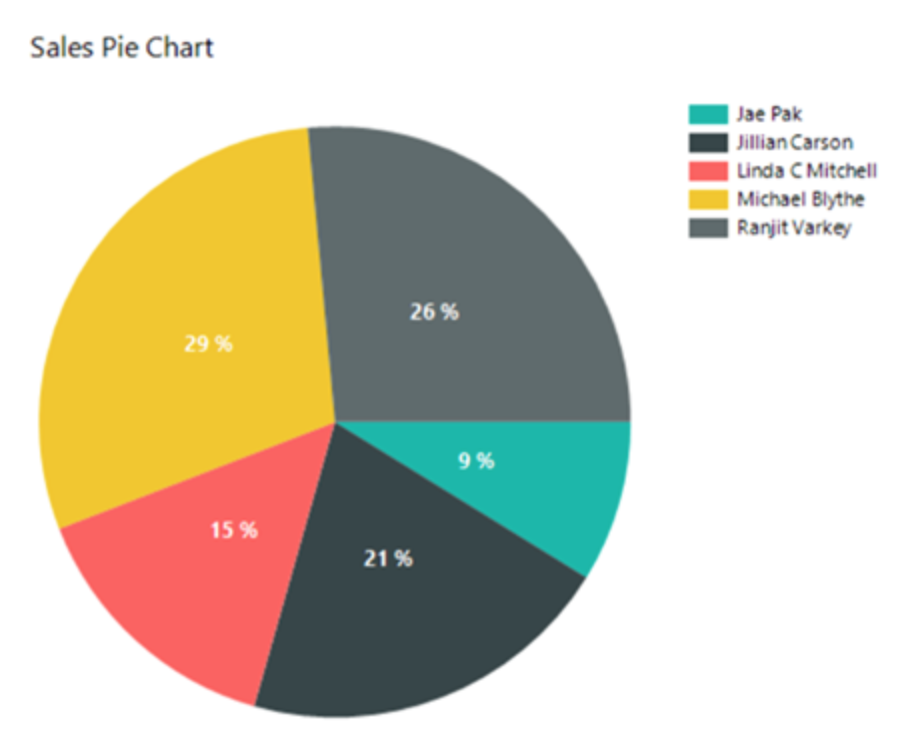 Sales Pie Chart
Jae Pak
Jillian Carson
Linda C Mitchell
Michael Blythe
Ranjit Varkey
26 %
29 %
9 %
15 %
21 %